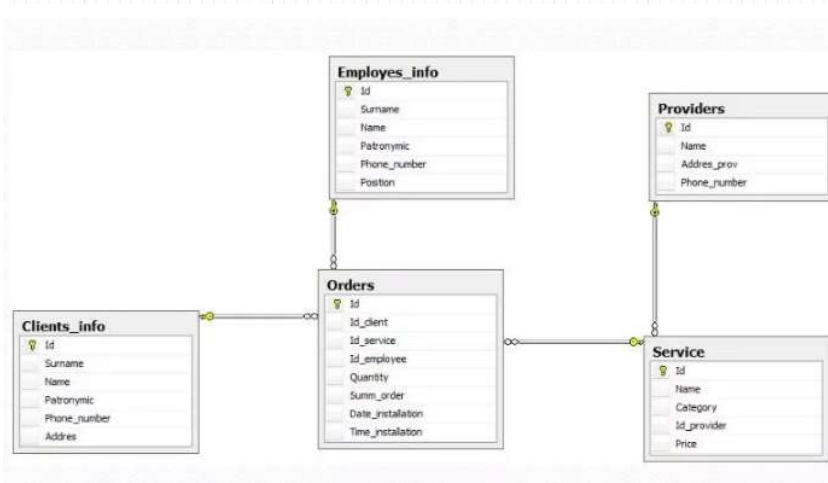 Employes_info
Id
Surname
Name
Patronymic
Phone_number
Position
Providers
Id
Name
Addres_prov
Phone_number
Orders
Id
Id_client
Id_service
Id_employee
Quantity
Summ_order
Date_installation
Time_installation
Clients_info
Id
Surname
Name
Patronymic
Phone_number
Addres
Service
Id
Name
Category
Id_provider
Price